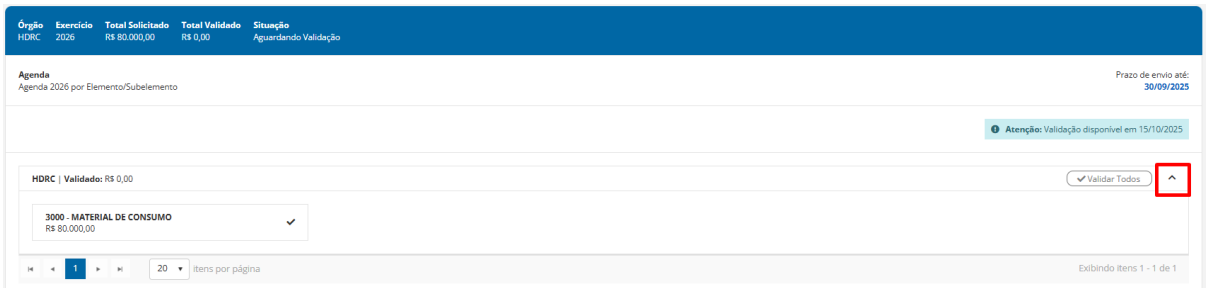 Órgão Exercício Total Solicitado Total Validado Situação
HDRC 2026 R$ 80.000,00 R$ 0,00 Aguardando Validação
Agenda
Agenda 2026 por Elemento/Subelemento
Prazo de envio até:
30/09/2025
Atenção: Validação disponível em 15/10/2025
HDRC | Validado: R$ 0,00
Validar Todos
3000 - MATERIAL DE CONSUMO
R$ 80.000,00
1 20 itens por página Exibindo itens 1 - 1 de 1